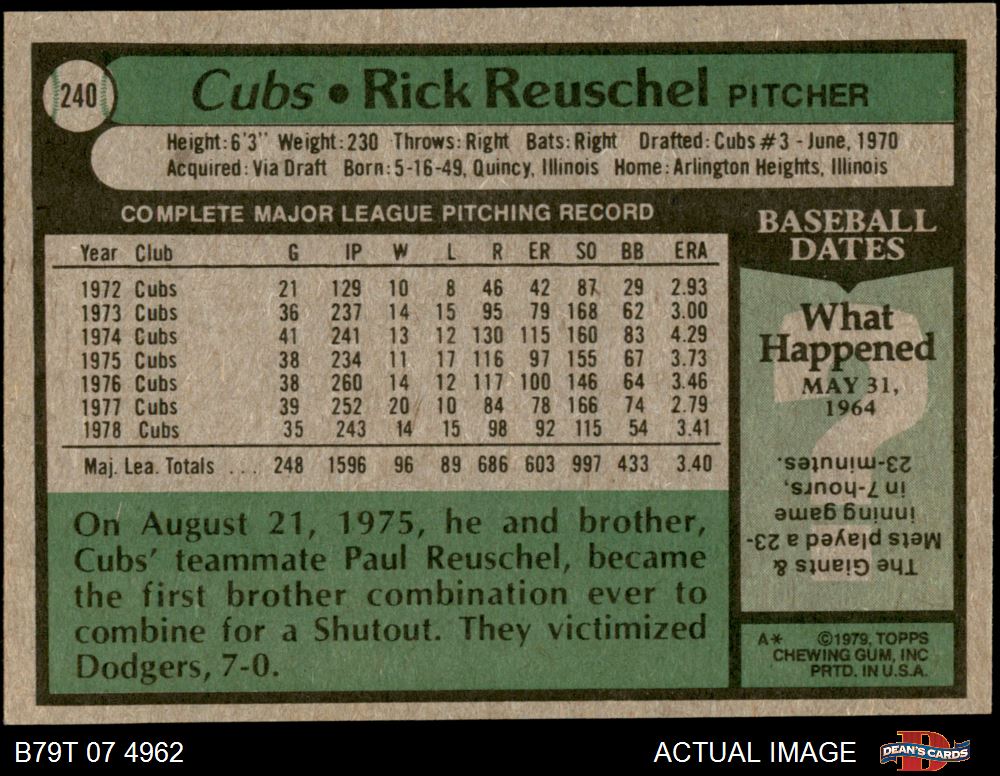 240
Cubs • Rick Reuschel PITCHER
Height: 6'3" Weight: 230 Throws: Right Bats: Right Drafted: Cubs #3 - June, 1970
Acquired: Via Draft Born: 5-16-49, Quincy, Illinois Home: Arlington Heights, Illinois
COMPLETE MAJOR LEAGUE PITCHING RECORD
Year Club G IP W L R ER SO BB ERA
1972 Cubs 21 129 10 8 46 42 87 29 2.93
1973 Cubs 36 237 14 15 95 79 168 62 3.00
1974 Cubs 41 241 13 12 130 115 160 83 4.29
1975 Cubs 38 234 11 17 116 97 155 67 3.73
1976 Cubs 38 260 14 12 117 100 146 64 3.46
1977 Cubs 39 252 20 10 84 78 166 74 2.79
1978 Cubs 35 243 14 15 98 92 115 54 3.41
Maj. Lea. Totals . . . 248 1596 96 89 686 603 997 433 3.40
On August 21, 1975, he and brother,
Cubs' teammate Paul Reuschel, became
the first brother combination ever to
combine for a Shutout. They victimized
Dodgers, 7-0.
BASEBALL
DATES
What
Happened
MAY 31,
1964
?
The Giants &
Mets played a 23-
inning game
in 7-hours,
23-minutes.
A* ©1979, TOPPS
CHEWING GUM, INC
PRTD. IN U.S.A.
B79T 07 4962
ACTUAL IMAGE
D
DEAN'S CARDS